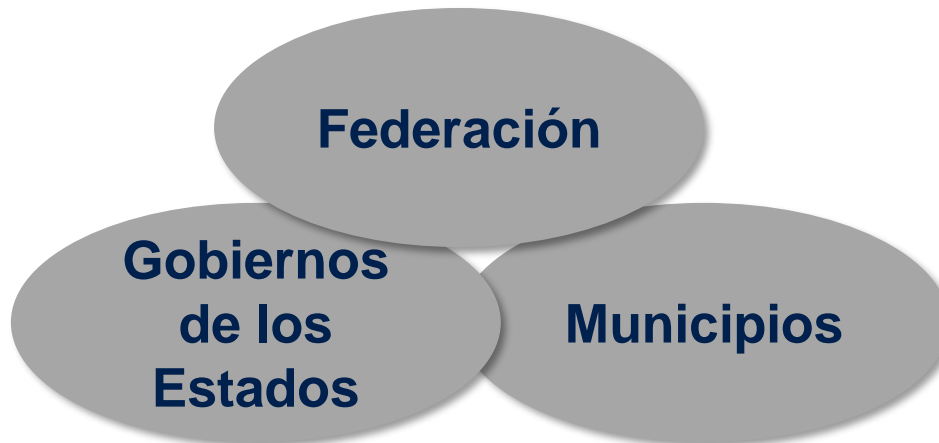 Federación
Gobiernos
de los
Estados
Municipios